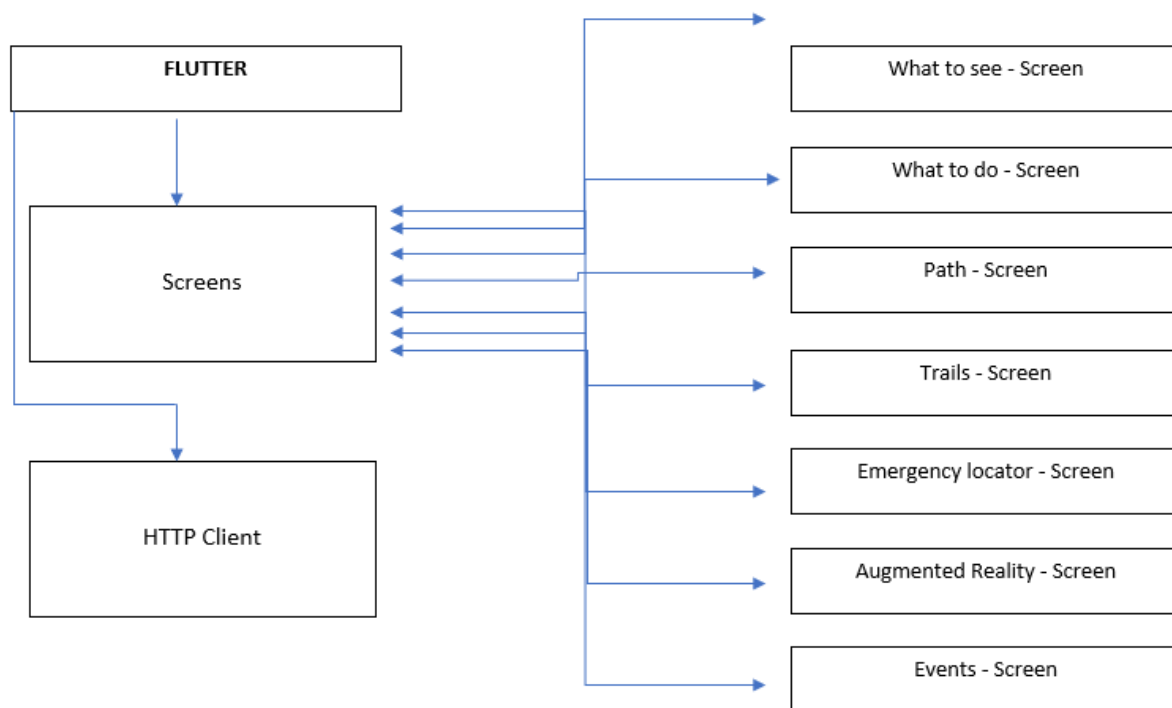 FLUTTER
Screens
HTTP Client
What to see - Screen
What to do - Screen
Path - Screen
Trails - Screen
Emergency locator - Screen
Augmented Reality - Screen
Events - Screen